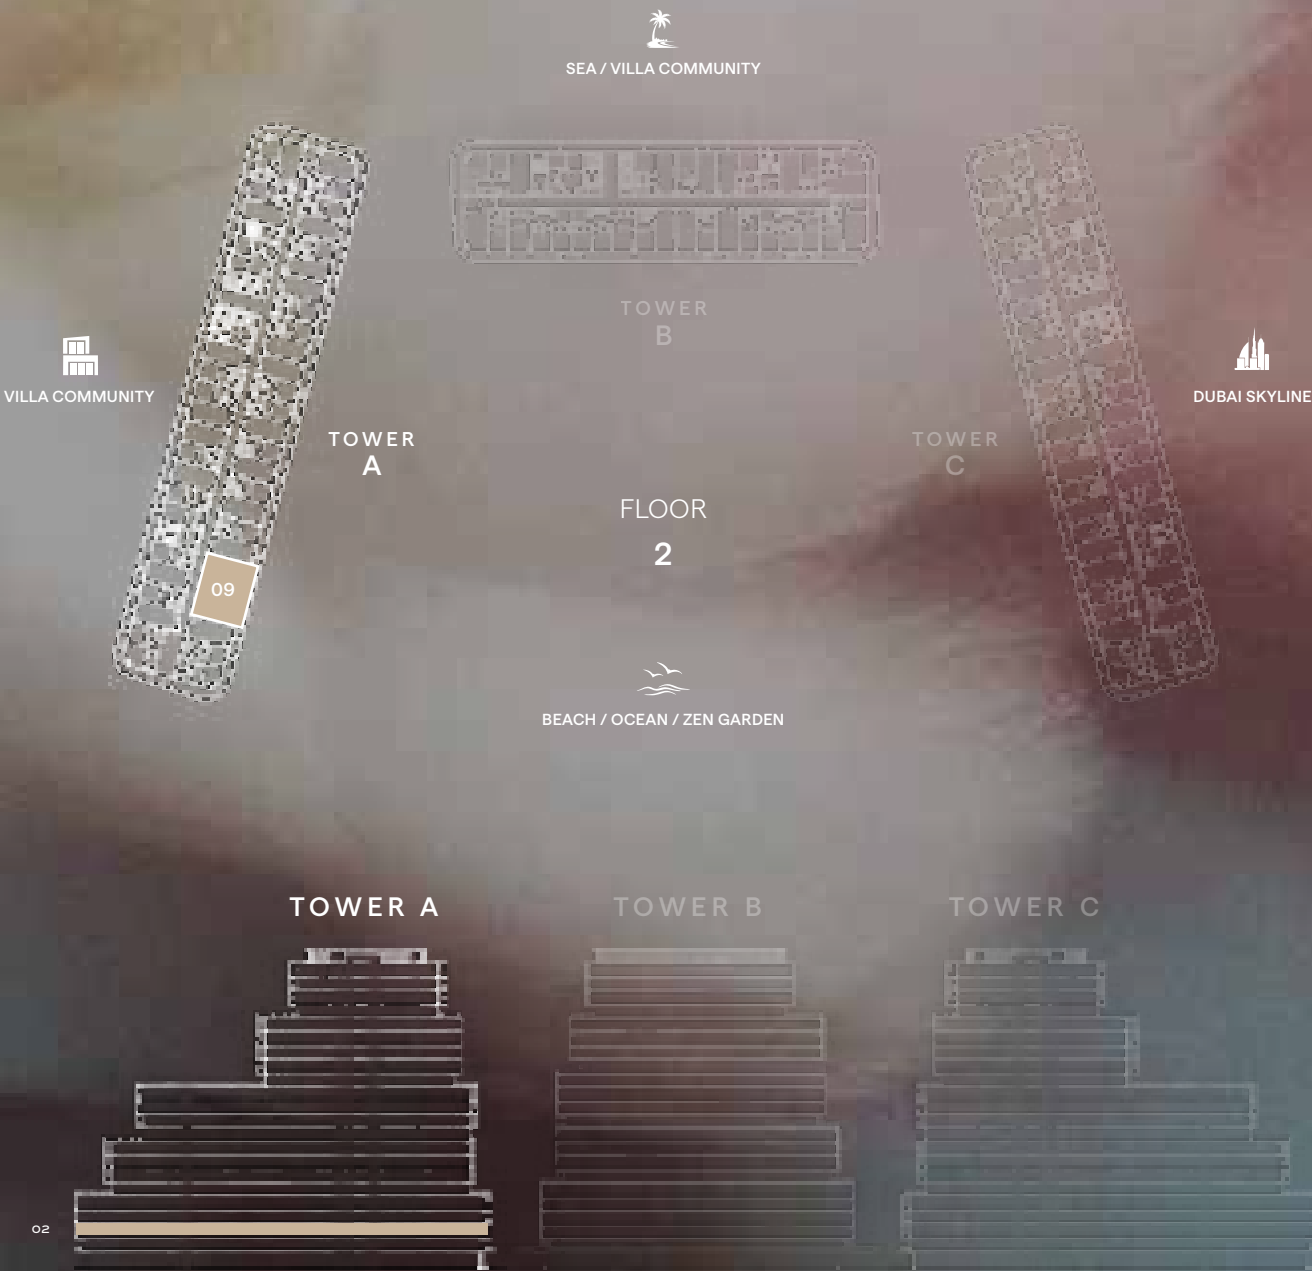 SEA / VILLA COMMUNITY
TOWER
B
VILLA COMMUNITY
DUBAI SKYLINE
TOWER
A
TOWER
C
FLOOR
2
09
BEACH / OCEAN / ZEN GARDEN
TOWER A
TOWER B
TOWER C
02